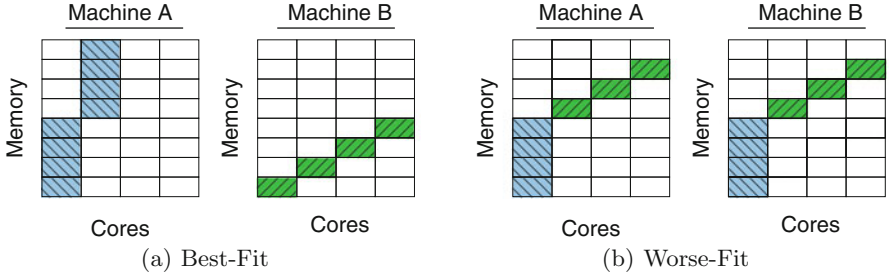 Machine A
Machine B
Machine A
Machine B
Memory
Memory
Memory
Memory
Cores
Cores
Cores
Cores
(a) Best-Fit
(b) Worse-Fit